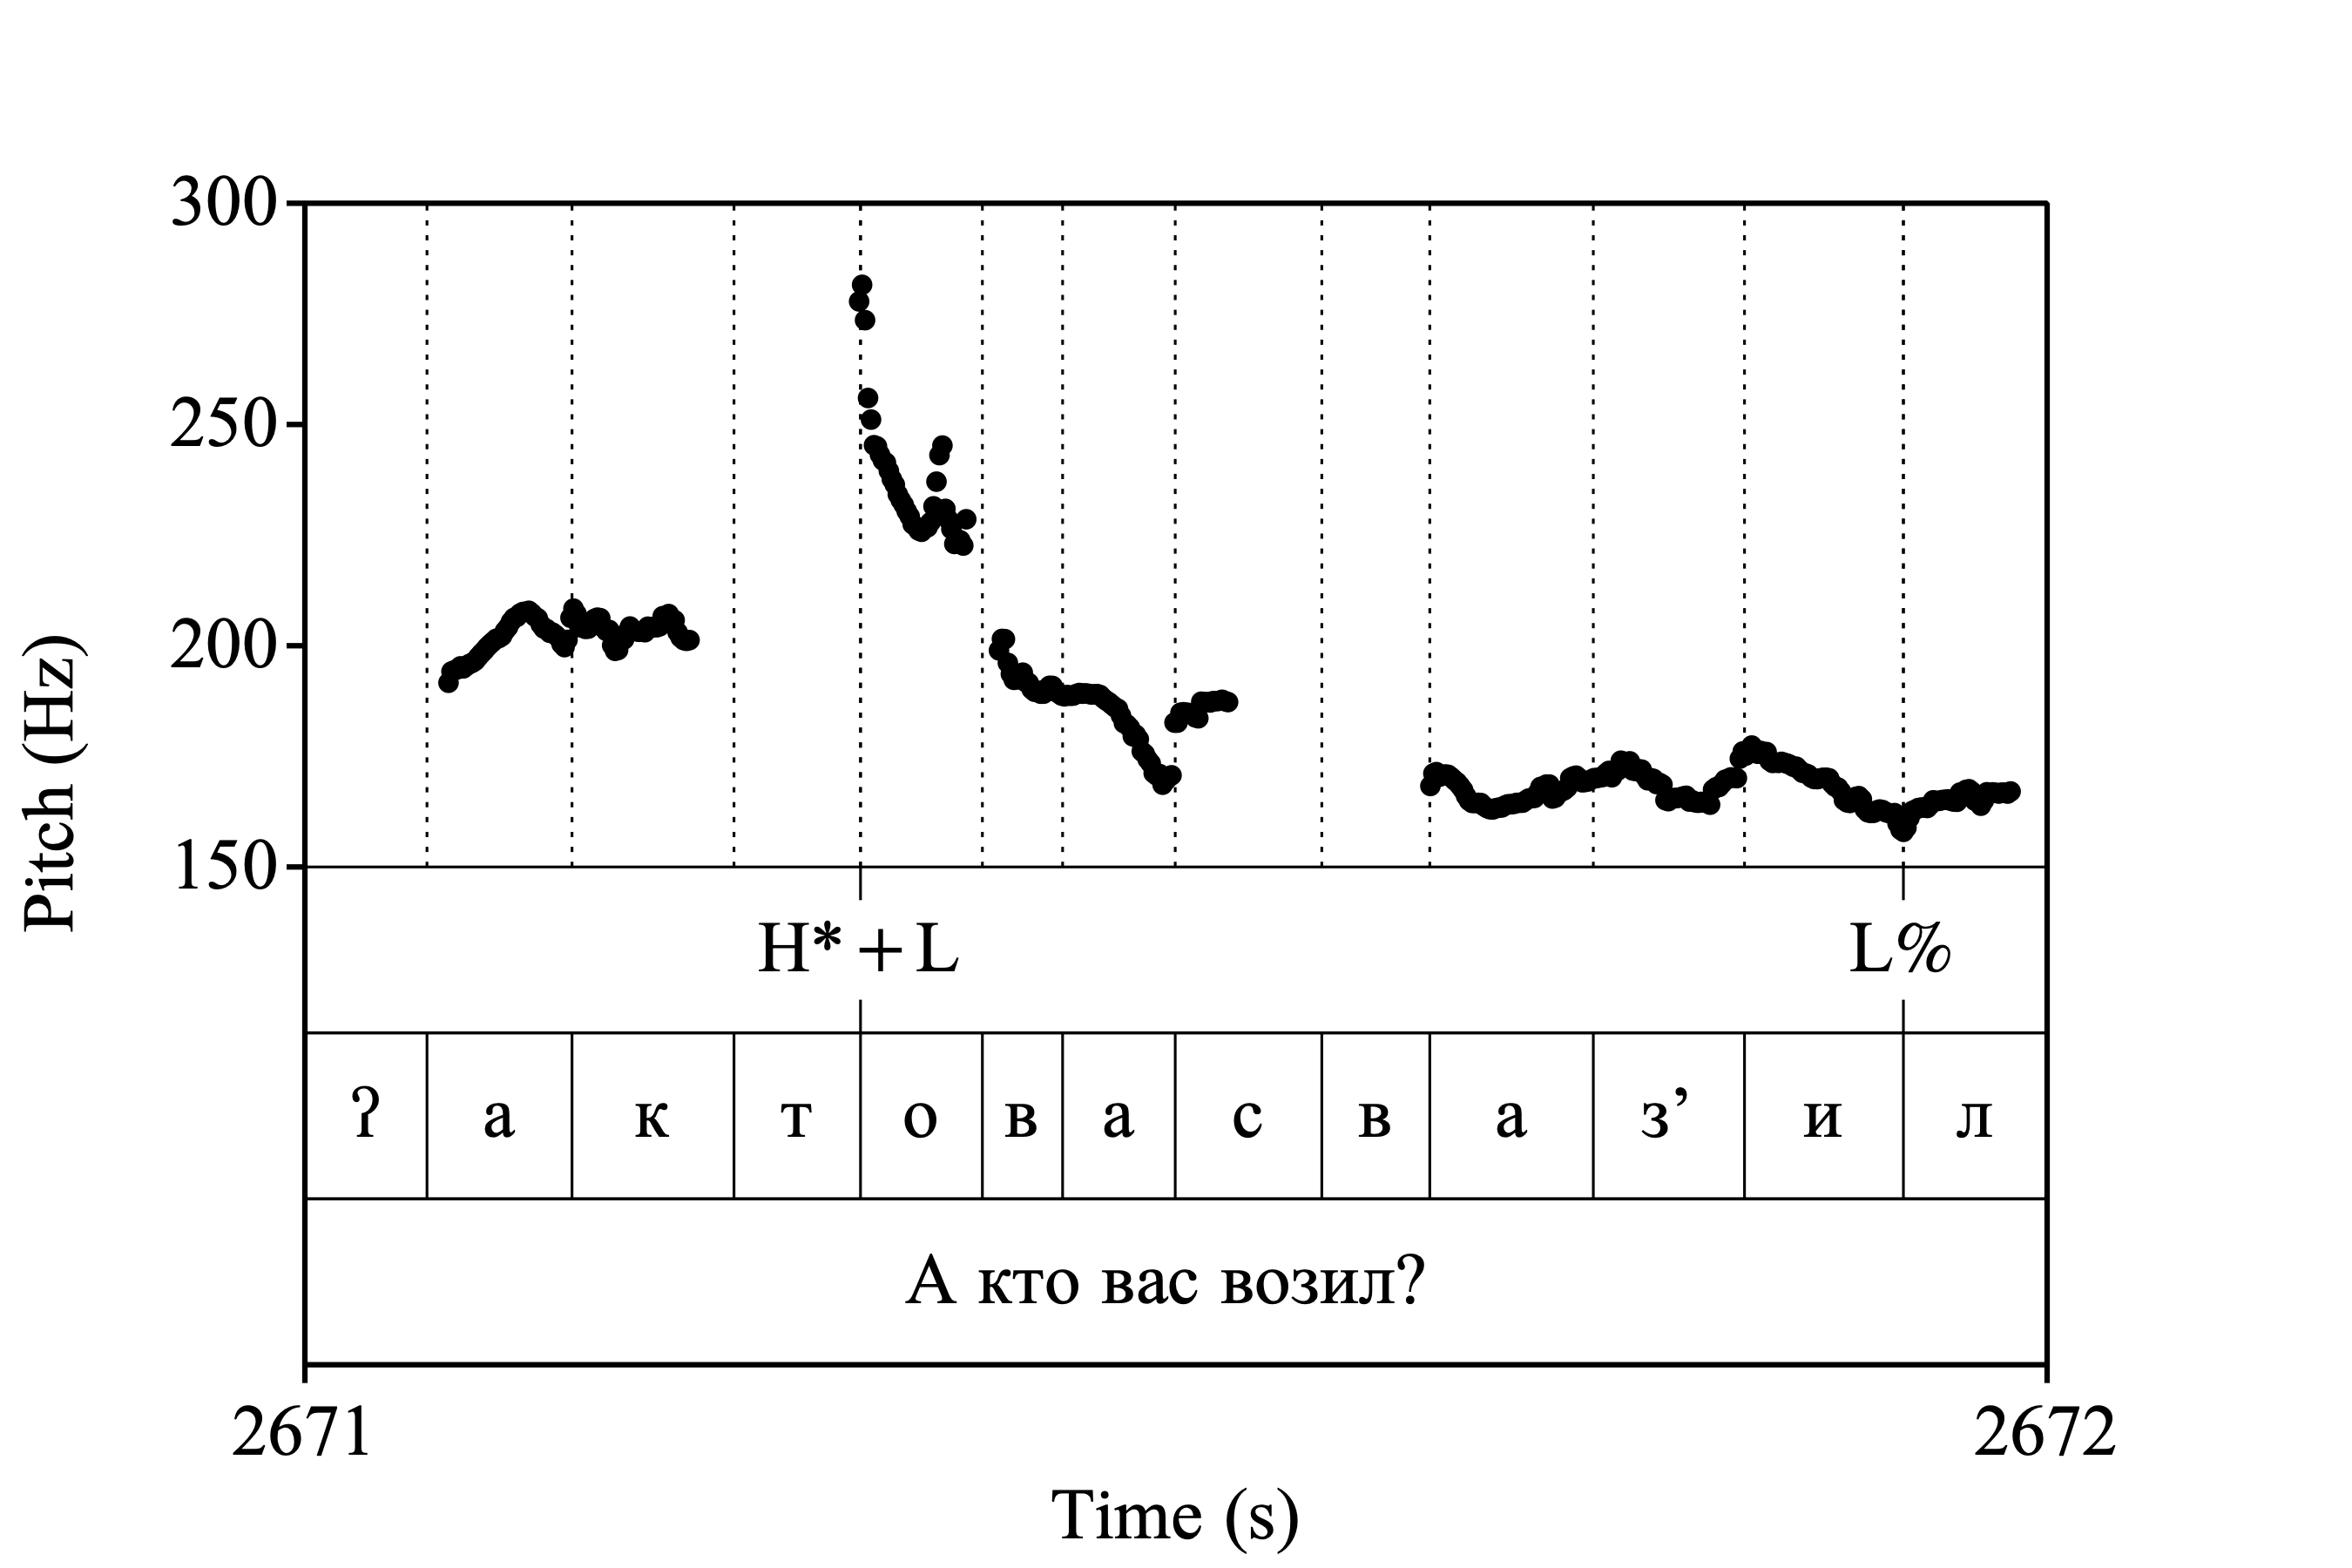 300
250
200
150
Pitch (Hz)
H*+L L%
ʔ а к т о в а с в а з’ и л
А кто вас возил?
2671 2672
Time (s)